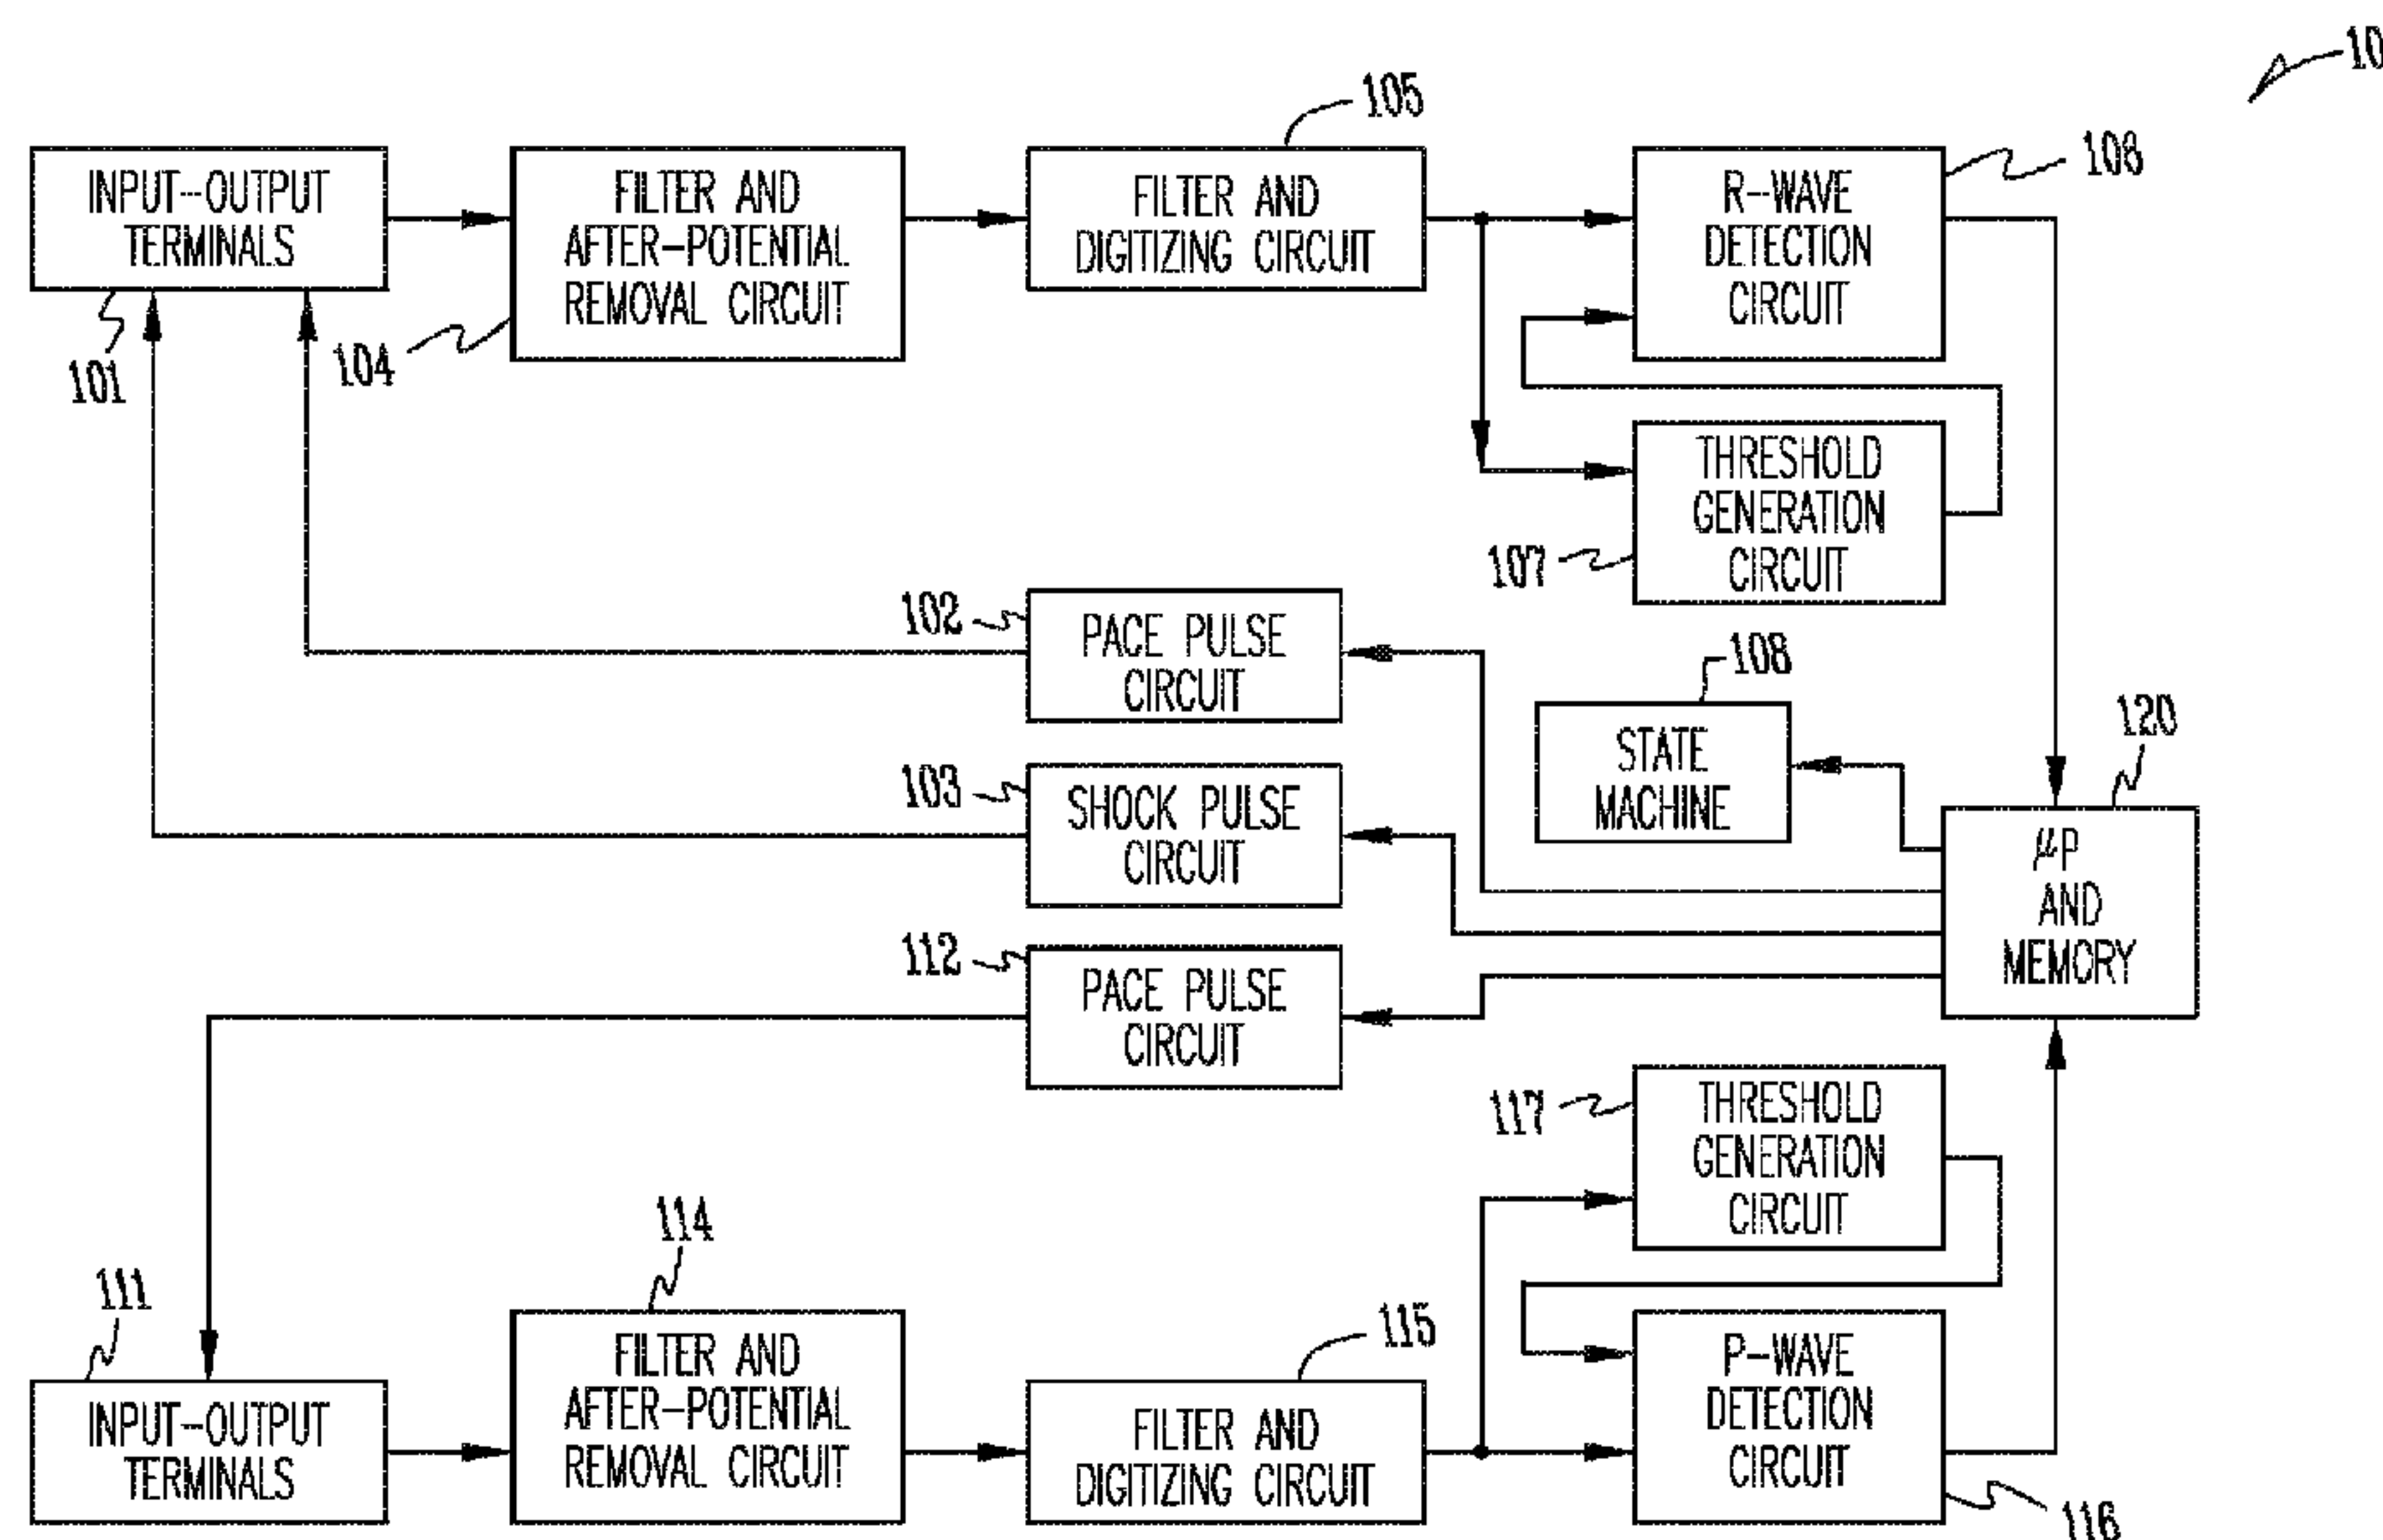 10
105
108
INPUT-OUTPUT
TERMINALS
FILTER AND
AFTER-POTENTIAL
REMOVAL CIRCUIT
FILTER AND
DIGITIZING CIRCUIT
R-WAVE
DETECTION
CIRCUIT
101
104
THRESHOLD
GENERATION
CIRCUIT
107
102
PACE PULSE
CIRCUIT
108
STATE
MACHINE
120
103
SHOCK PULSE
CIRCUIT
μP
AND
MEMORY
112
PACE PULSE
CIRCUIT
117
THRESHOLD
GENERATION
CIRCUIT
111
114
115
INPUT-OUTPUT
TERMINALS
FILTER AND
AFTER-POTENTIAL
REMOVAL CIRCUIT
FILTER AND
DIGITIZING CIRCUIT
P-WAVE
DETECTION
CIRCUIT
116